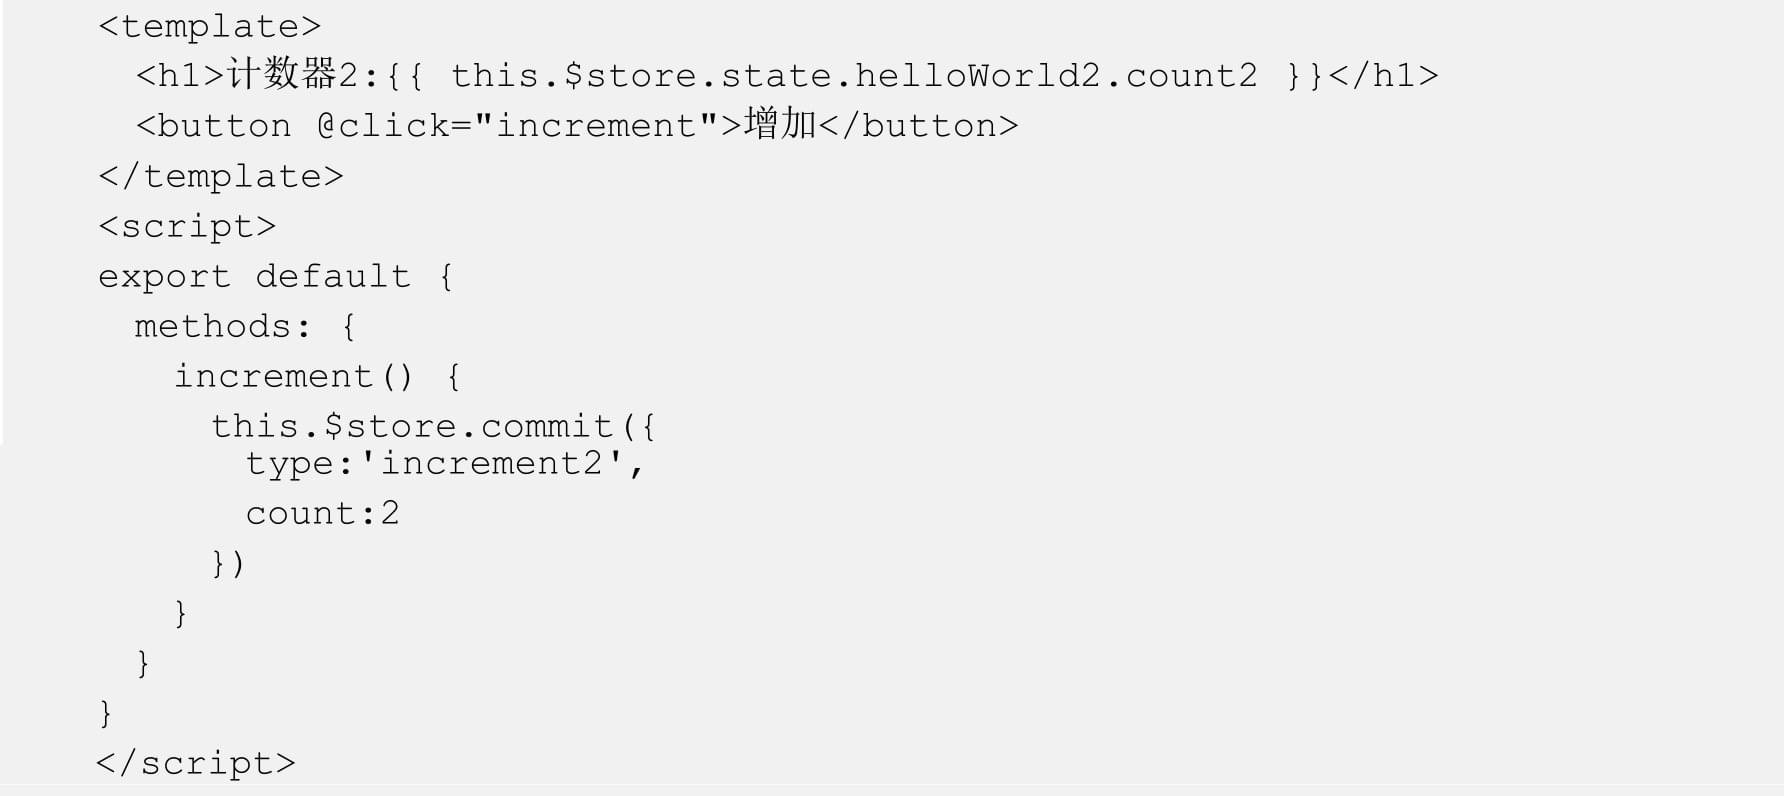 <template>
  <h1>计数器2:{{ this.$store.state.helloWorld2.count2 }}</h1>
  <button @click="increment">增加</button>
</template>
<script>
export default {
  methods: {
    increment() {
      this.$store.commit({
        type:'increment2',
        count:2
      })
    }
  }
}
</script>